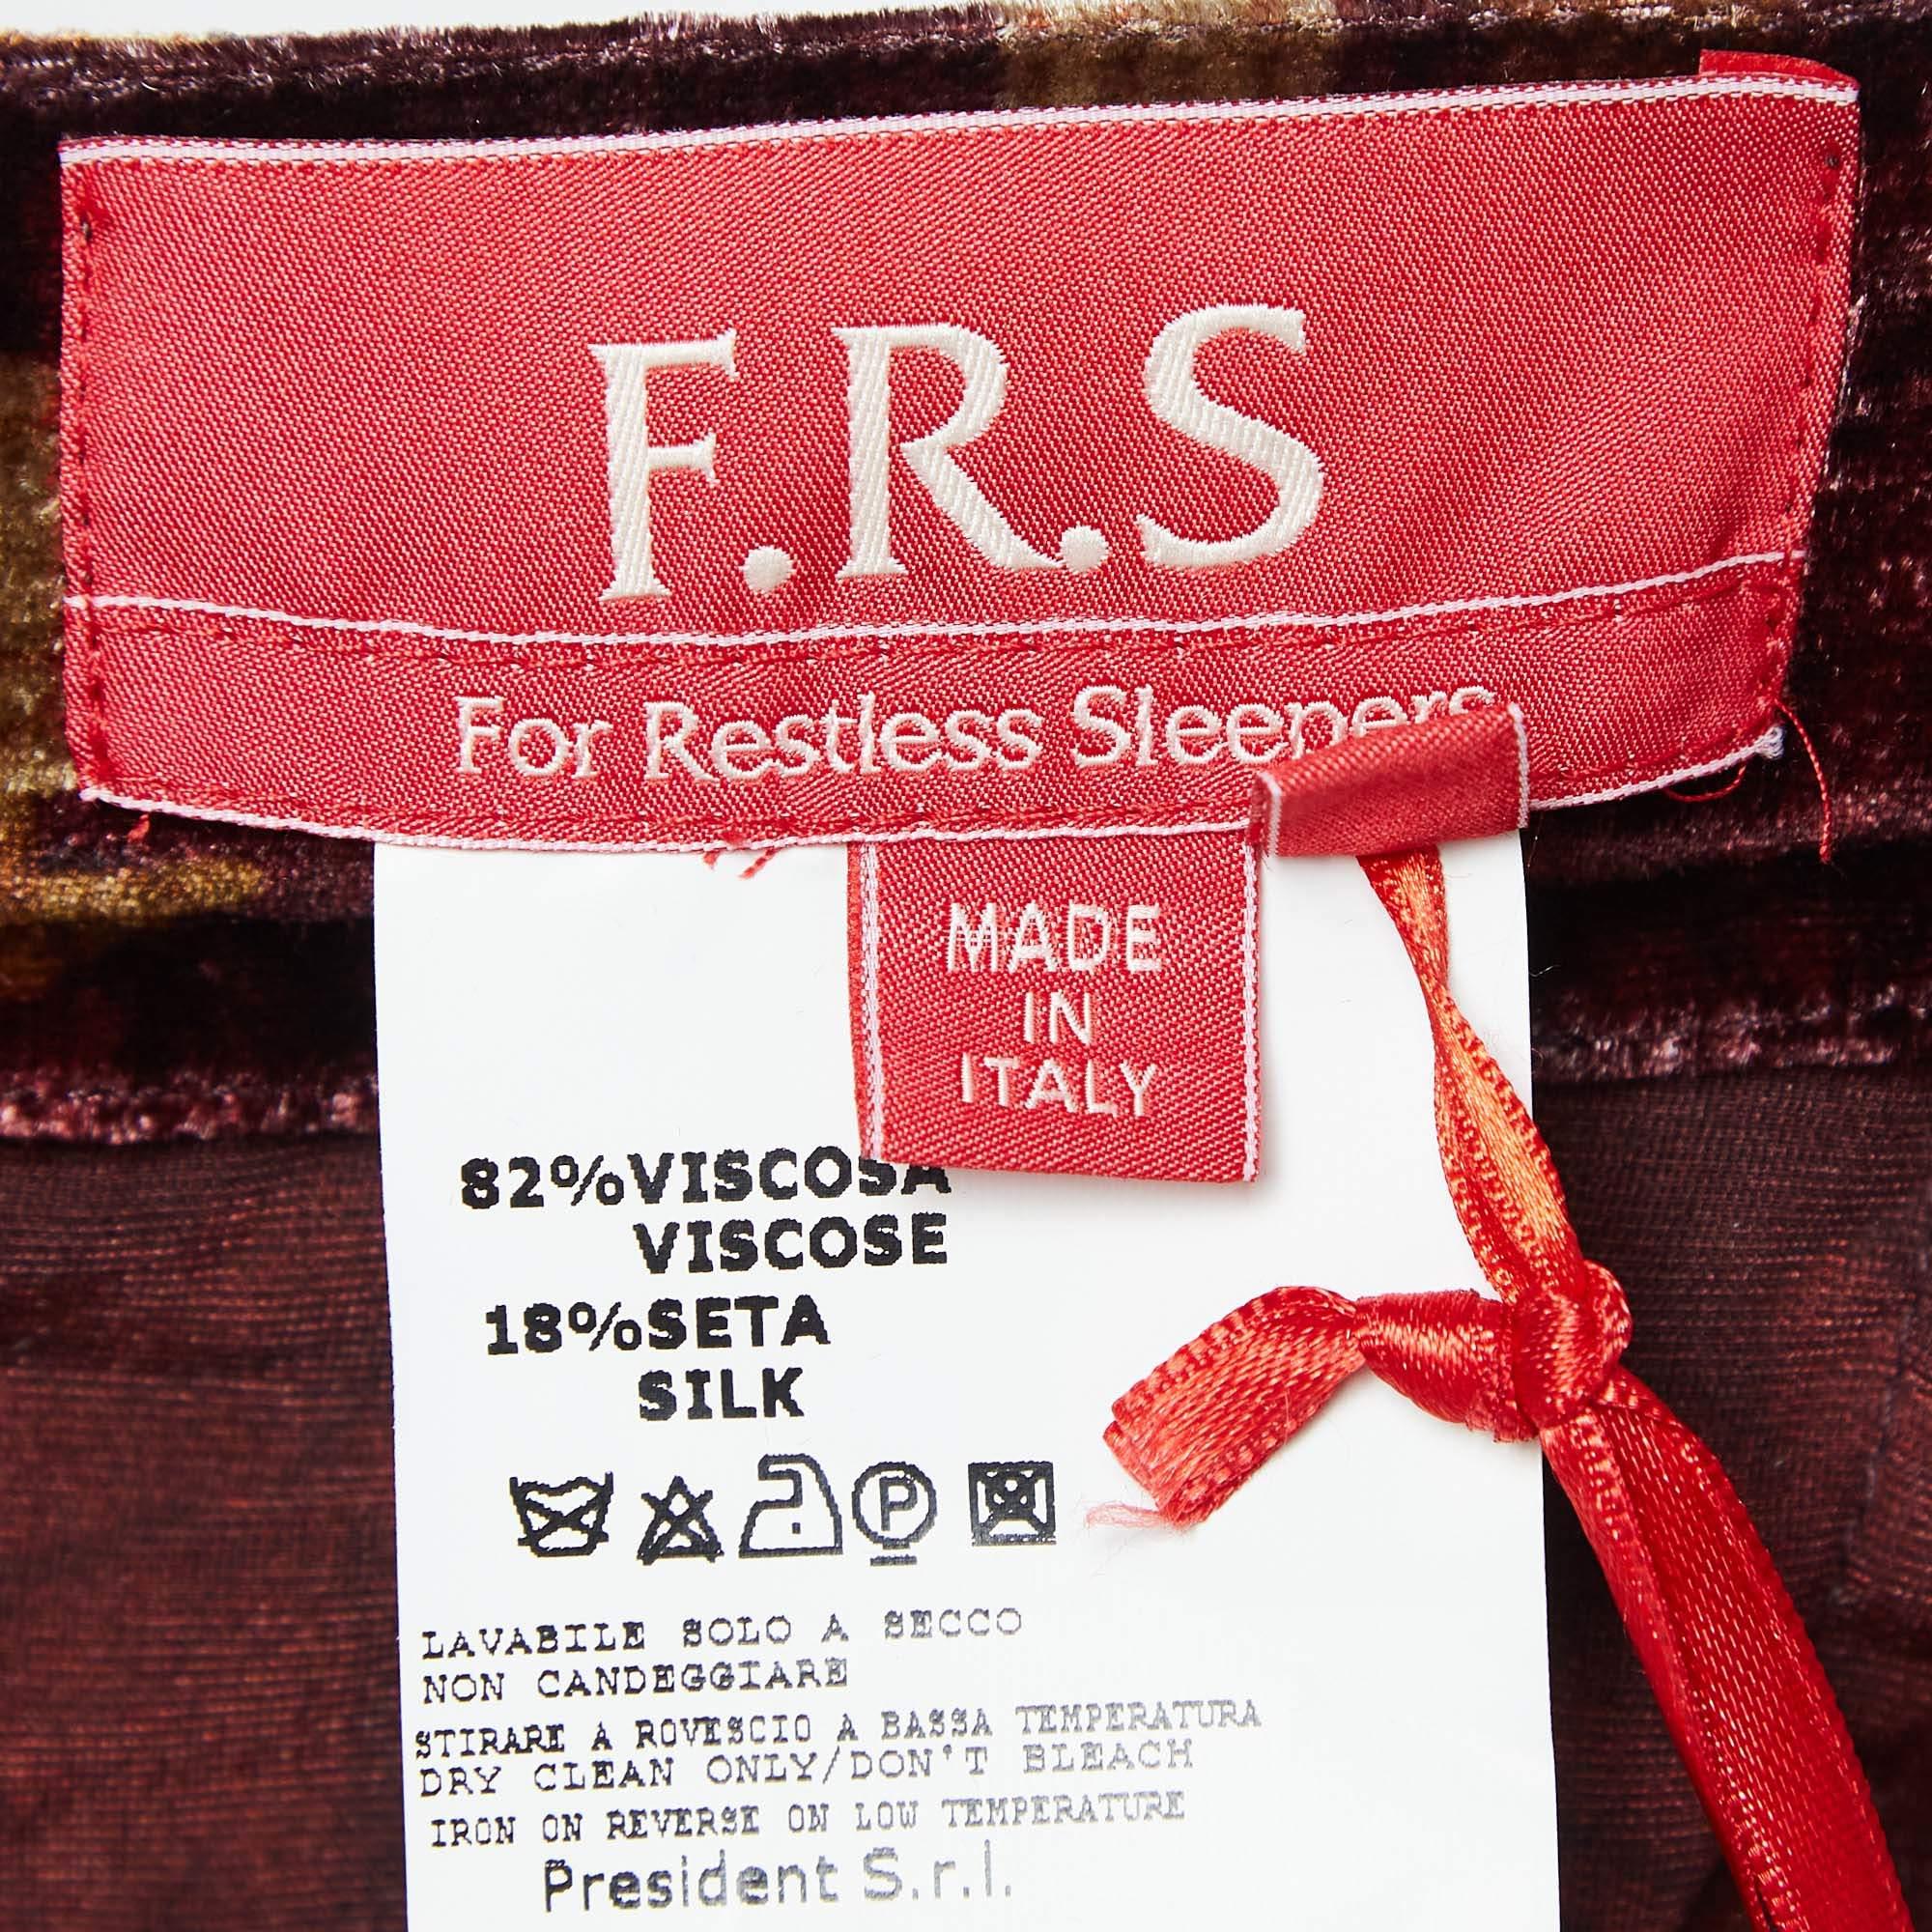 F.R.S
For Restless Sleepers
MADE
IN
ITALY
82%VISCOSA
VISCOSE
18%SETA
SILK
P
LAVABILE SOLO A SECCO
NON CANDEGGIARE
STIRARE A ROVESCIO A BASSA TEMPERATURA
DRY CLEAN ONLY/DON'T BLEACH
IRON ON REVERSE ON LOW TEMPERATURE
President S.r.l.